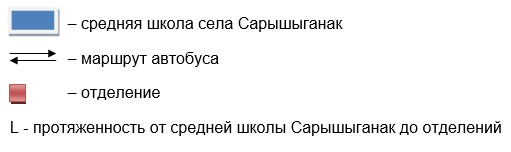 – средняя школа села Сарышыганак
– маршрут автобуса
– отделение
L - протяженность от средней школы Сарышыганак до отделений